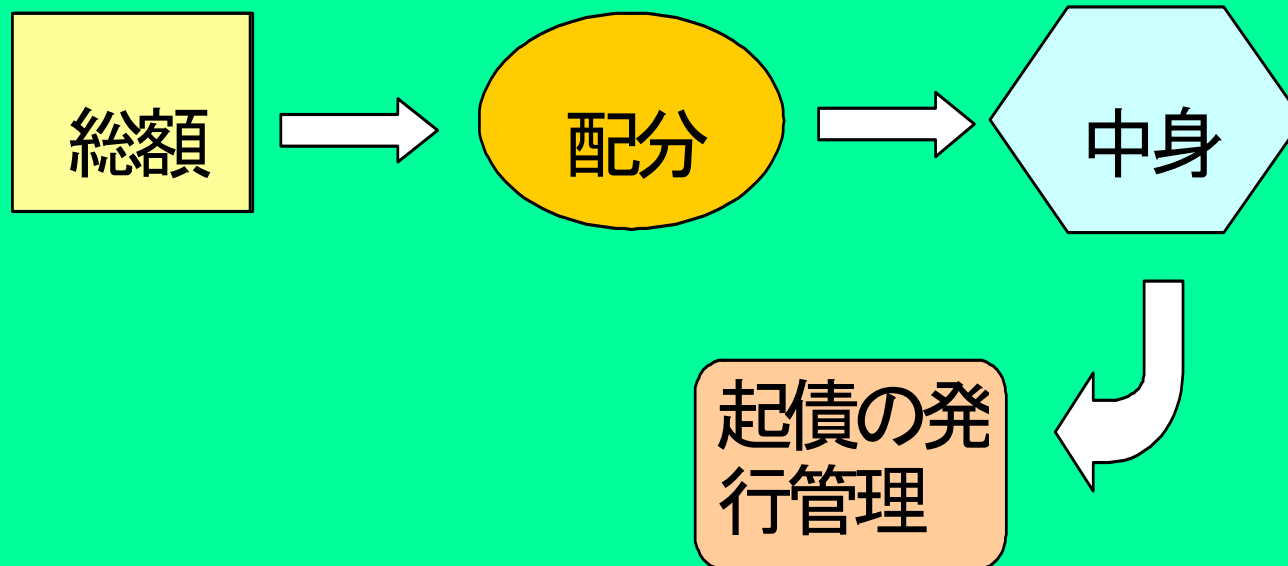 総額
配分
中身
起債の発
行管理